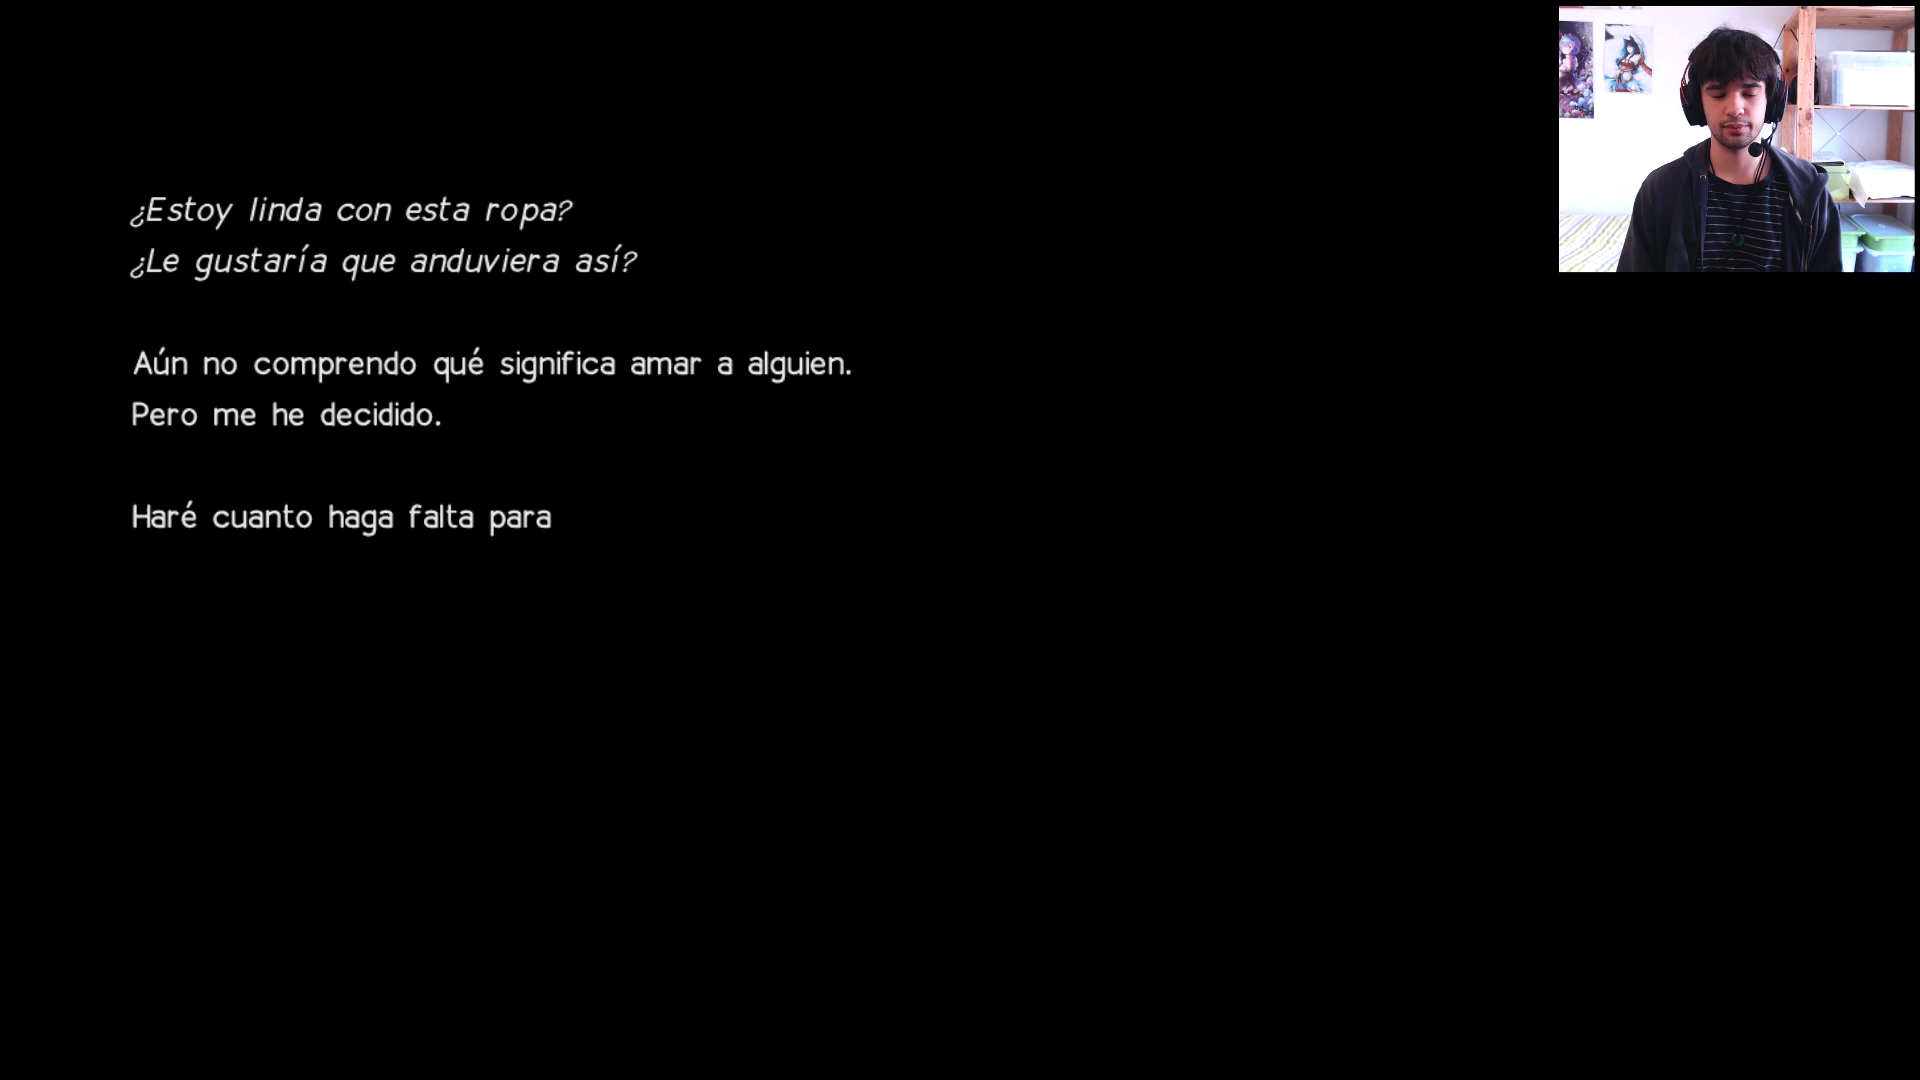 ¿Estoy linda con esta ropa?
¿Le gustaría que anduviera así?
Aún no comprendo qué significa amar a alguien.
Pero me he decidido.
Haré cuanto haga falta para